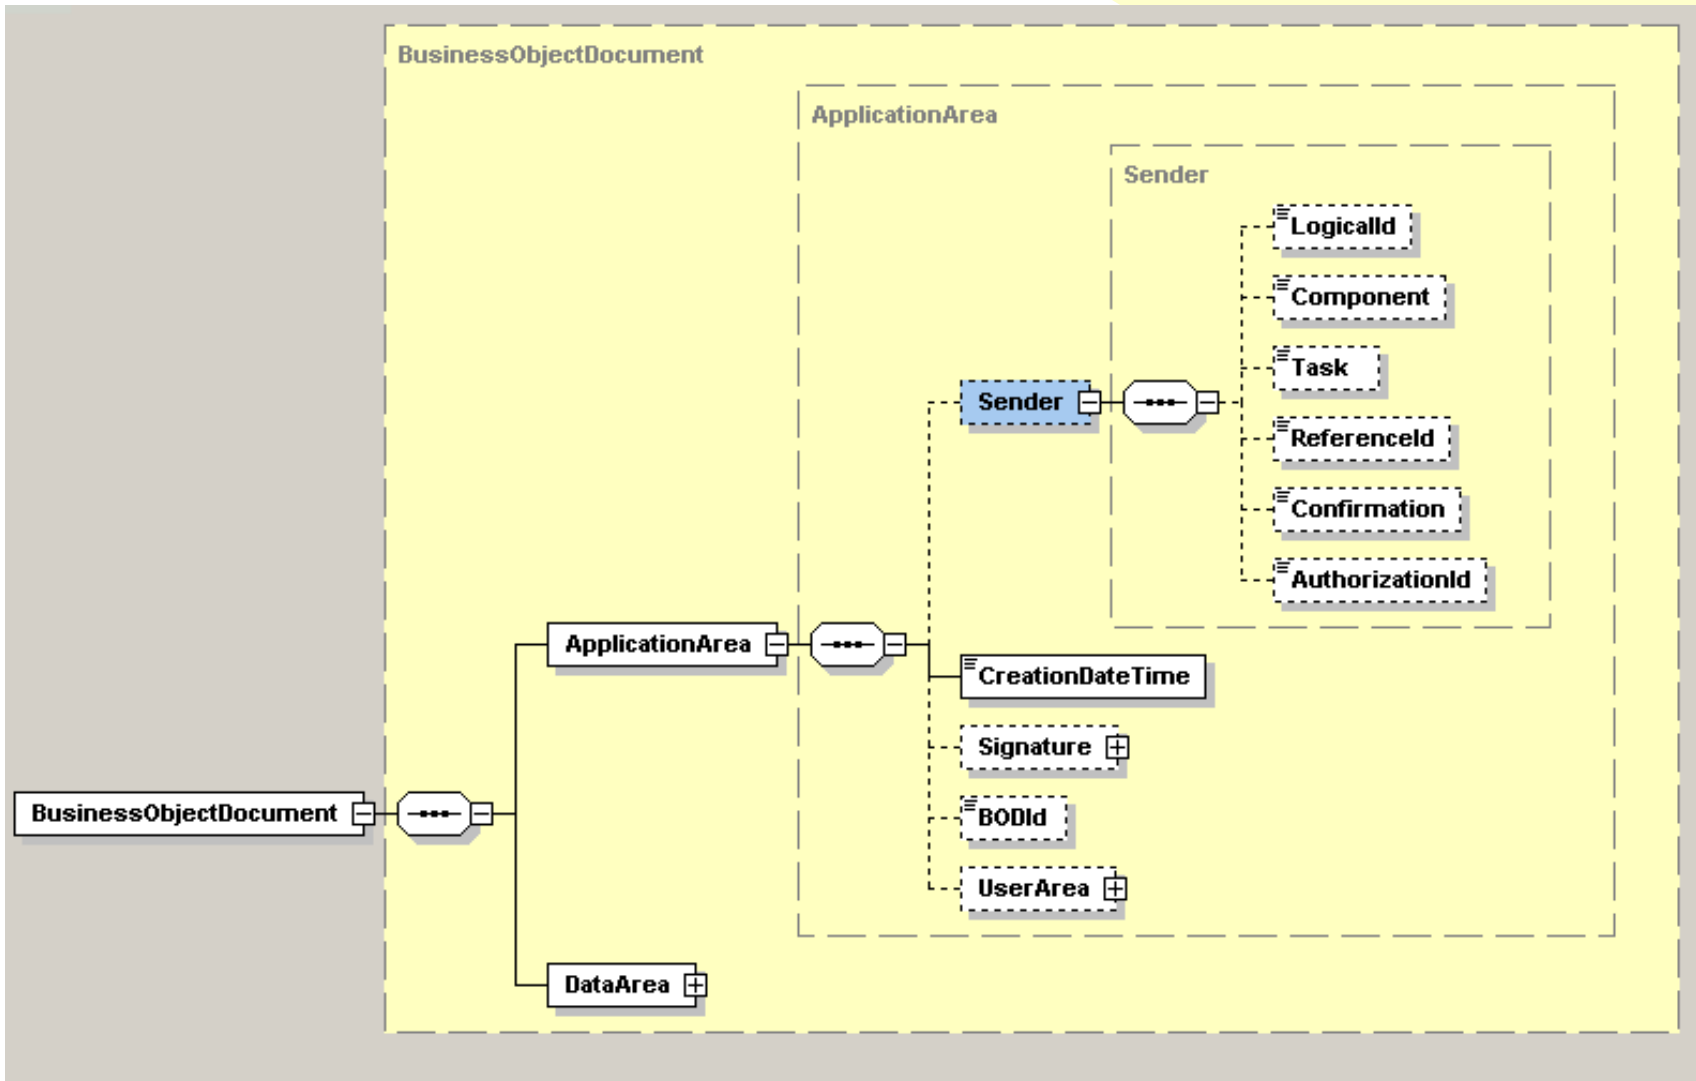 BusinessObjectDocument
ApplicationArea
Sender
LogicalId
Component
Task
Sender
ReferenceId
Confirmation
AuthorizationId
ApplicationArea
CreationDateTime
Signature
BusinessObjectDocument
BODId
UserArea
DataArea